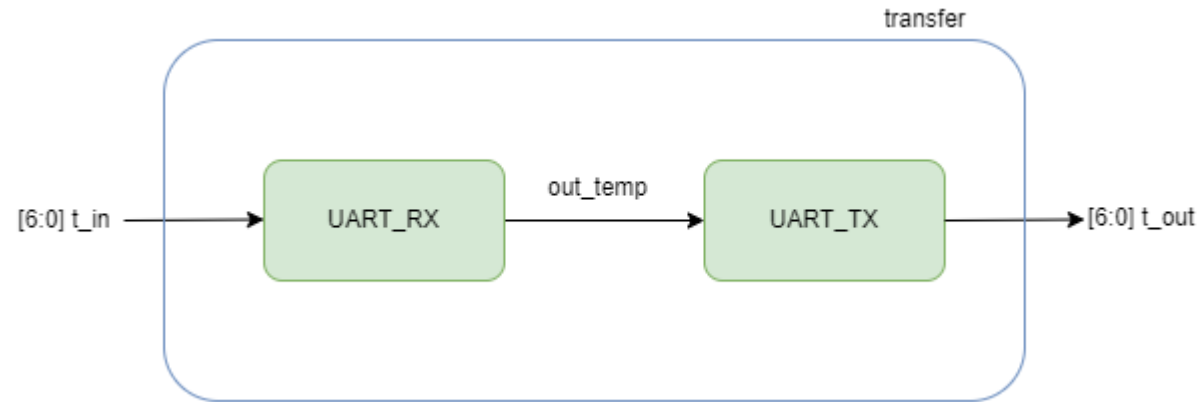 transfer
[6:0] t_in
UART_RX
out_temp
UART_TX
[6:0] t_out